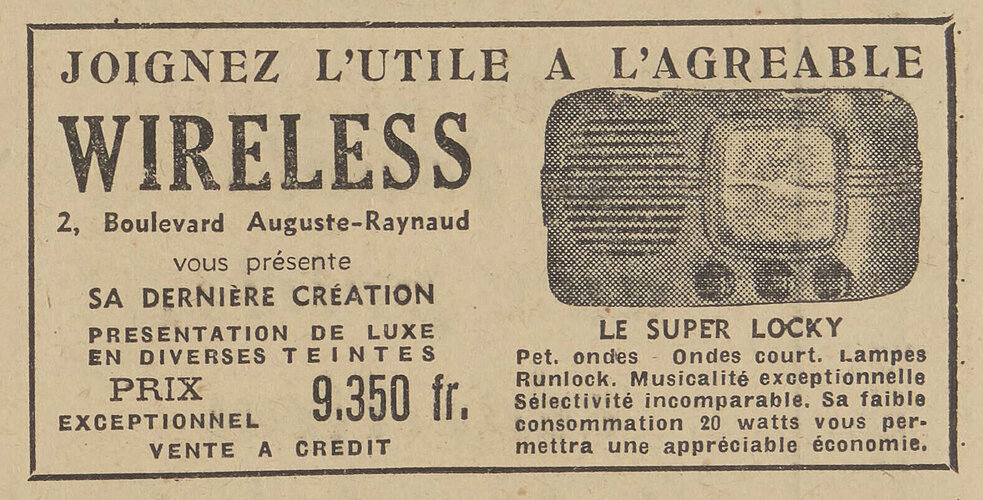 JOIGNEZ L'UTILE A L'AGREABLE
WIRELESS
2, Boulevard Auguste-Raynaud
vous présente
SA DERNIÈRE CRÉATION
PRESENTATION DE LUXE
EN DIVERSES TEINTES
PRIX
EXCEPTIONNEL
9.350 fr.
VENTE A CREDIT
LE SUPER LOCKY
Pet. ondes - Ondes court. Lampes
Runlock. Musicalité exceptionnelle
Sélectivité incomparable. Sa faible
consommation 20 watts vous per-
mettra une appréciable économie.